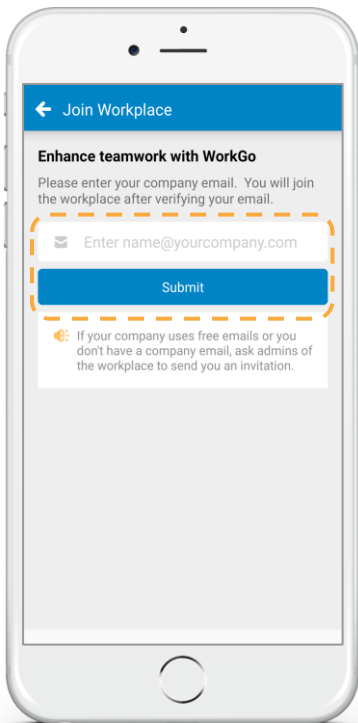 Join Workplace
Enhance teamwork with WorkGo
Please enter your company email. You will join
the workplace after verifying your email.
Enter name@yourcompany.com
Submit
If your company uses free emails or you
don't have a company email, ask admins of
the workplace to send you an invitation.